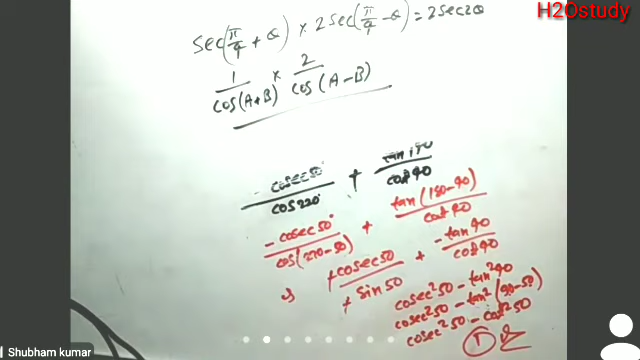 H2Ostudy
sec(π/4 + θ) × 2sec(π/4 - θ) = 2sec2θ
1/cos(A+B) × 2/cos(A-B)
cosec50°/cos220° + /cot40
-cosec50°/cos(270-50) + tan(180-40)/cot40
+cosec50/+sin50 + -tan40/cot40
cosec²50 - tan²40
cosec²50 - tan²(90-50)
cosec²50 - cot²50
1
Shubham kumar